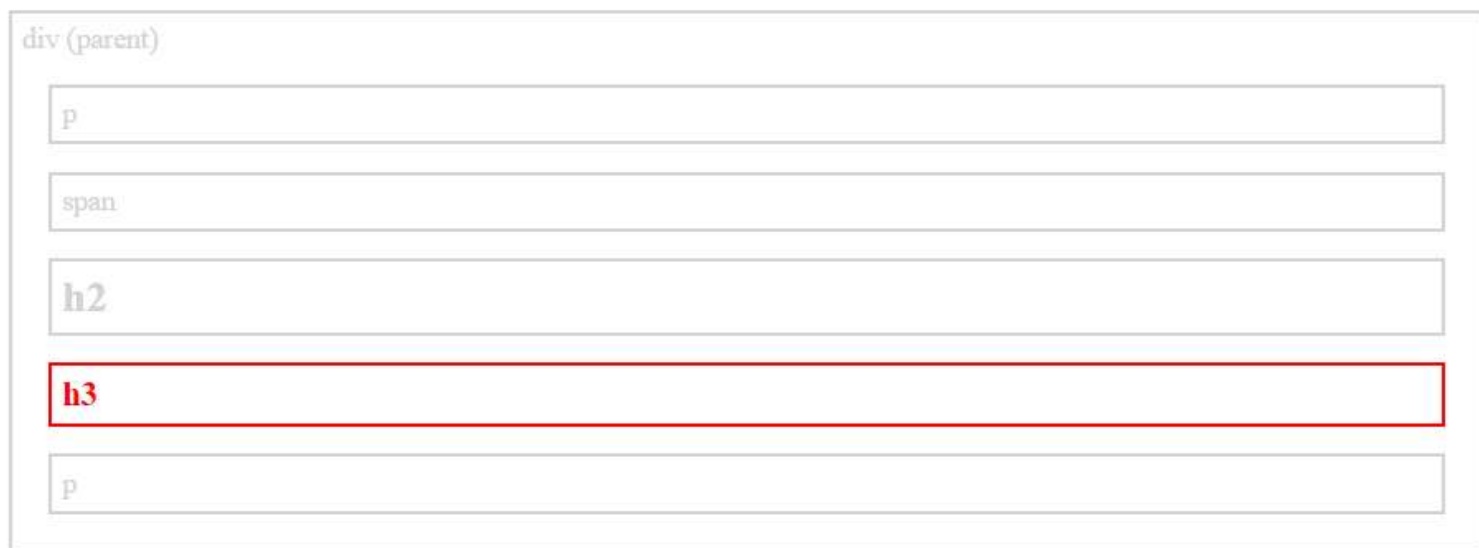 div (parent)
p
span
h2
h3
p